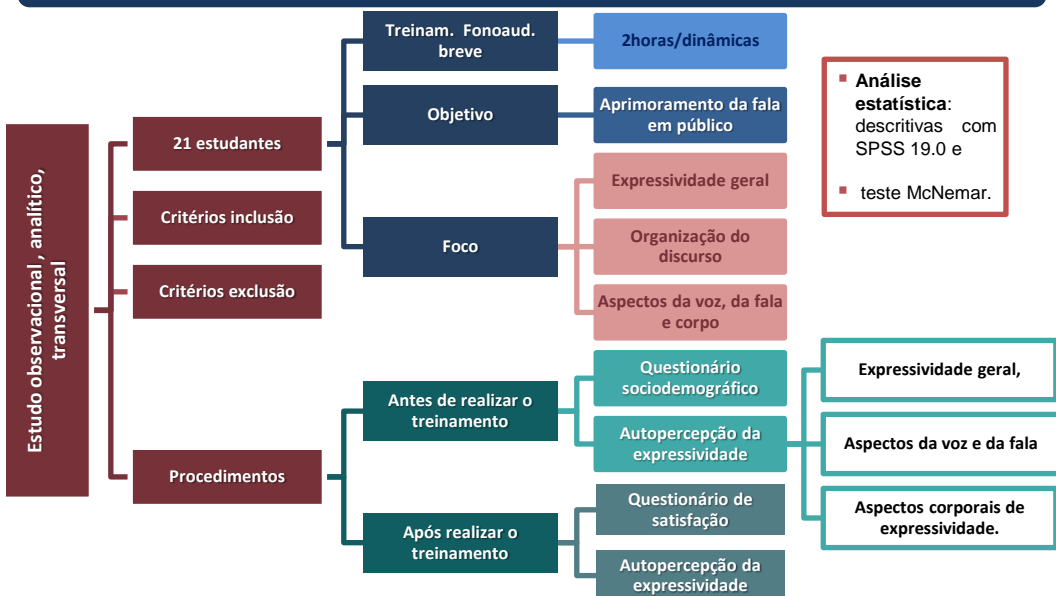 Estudo observacional , analítico,
transversal
21 estudantes
Critérios inclusão
Critérios exclusão
Procedimentos
Treinam. Fonoaud.
breve
2horas/dinâmicas
Objetivo
Aprimoramento da fala
em público
Foco
Expressividade geral
Organização do
discurso
Aspectos da voz, da fala
e corpo
Antes de realizar o
treinamento
Questionário
sociodemográfico
Autopercepção da
expressividade
Expressividade geral,
Aspectos da voz e da fala
Aspectos corporais de
expressividade.
Após realizar o
treinamento
Questionário de
satisfação
Autopercepção da
expressividade
▪ Análise
estatística:
descritivas com
SPSS 19.0 e
▪ teste McNemar.